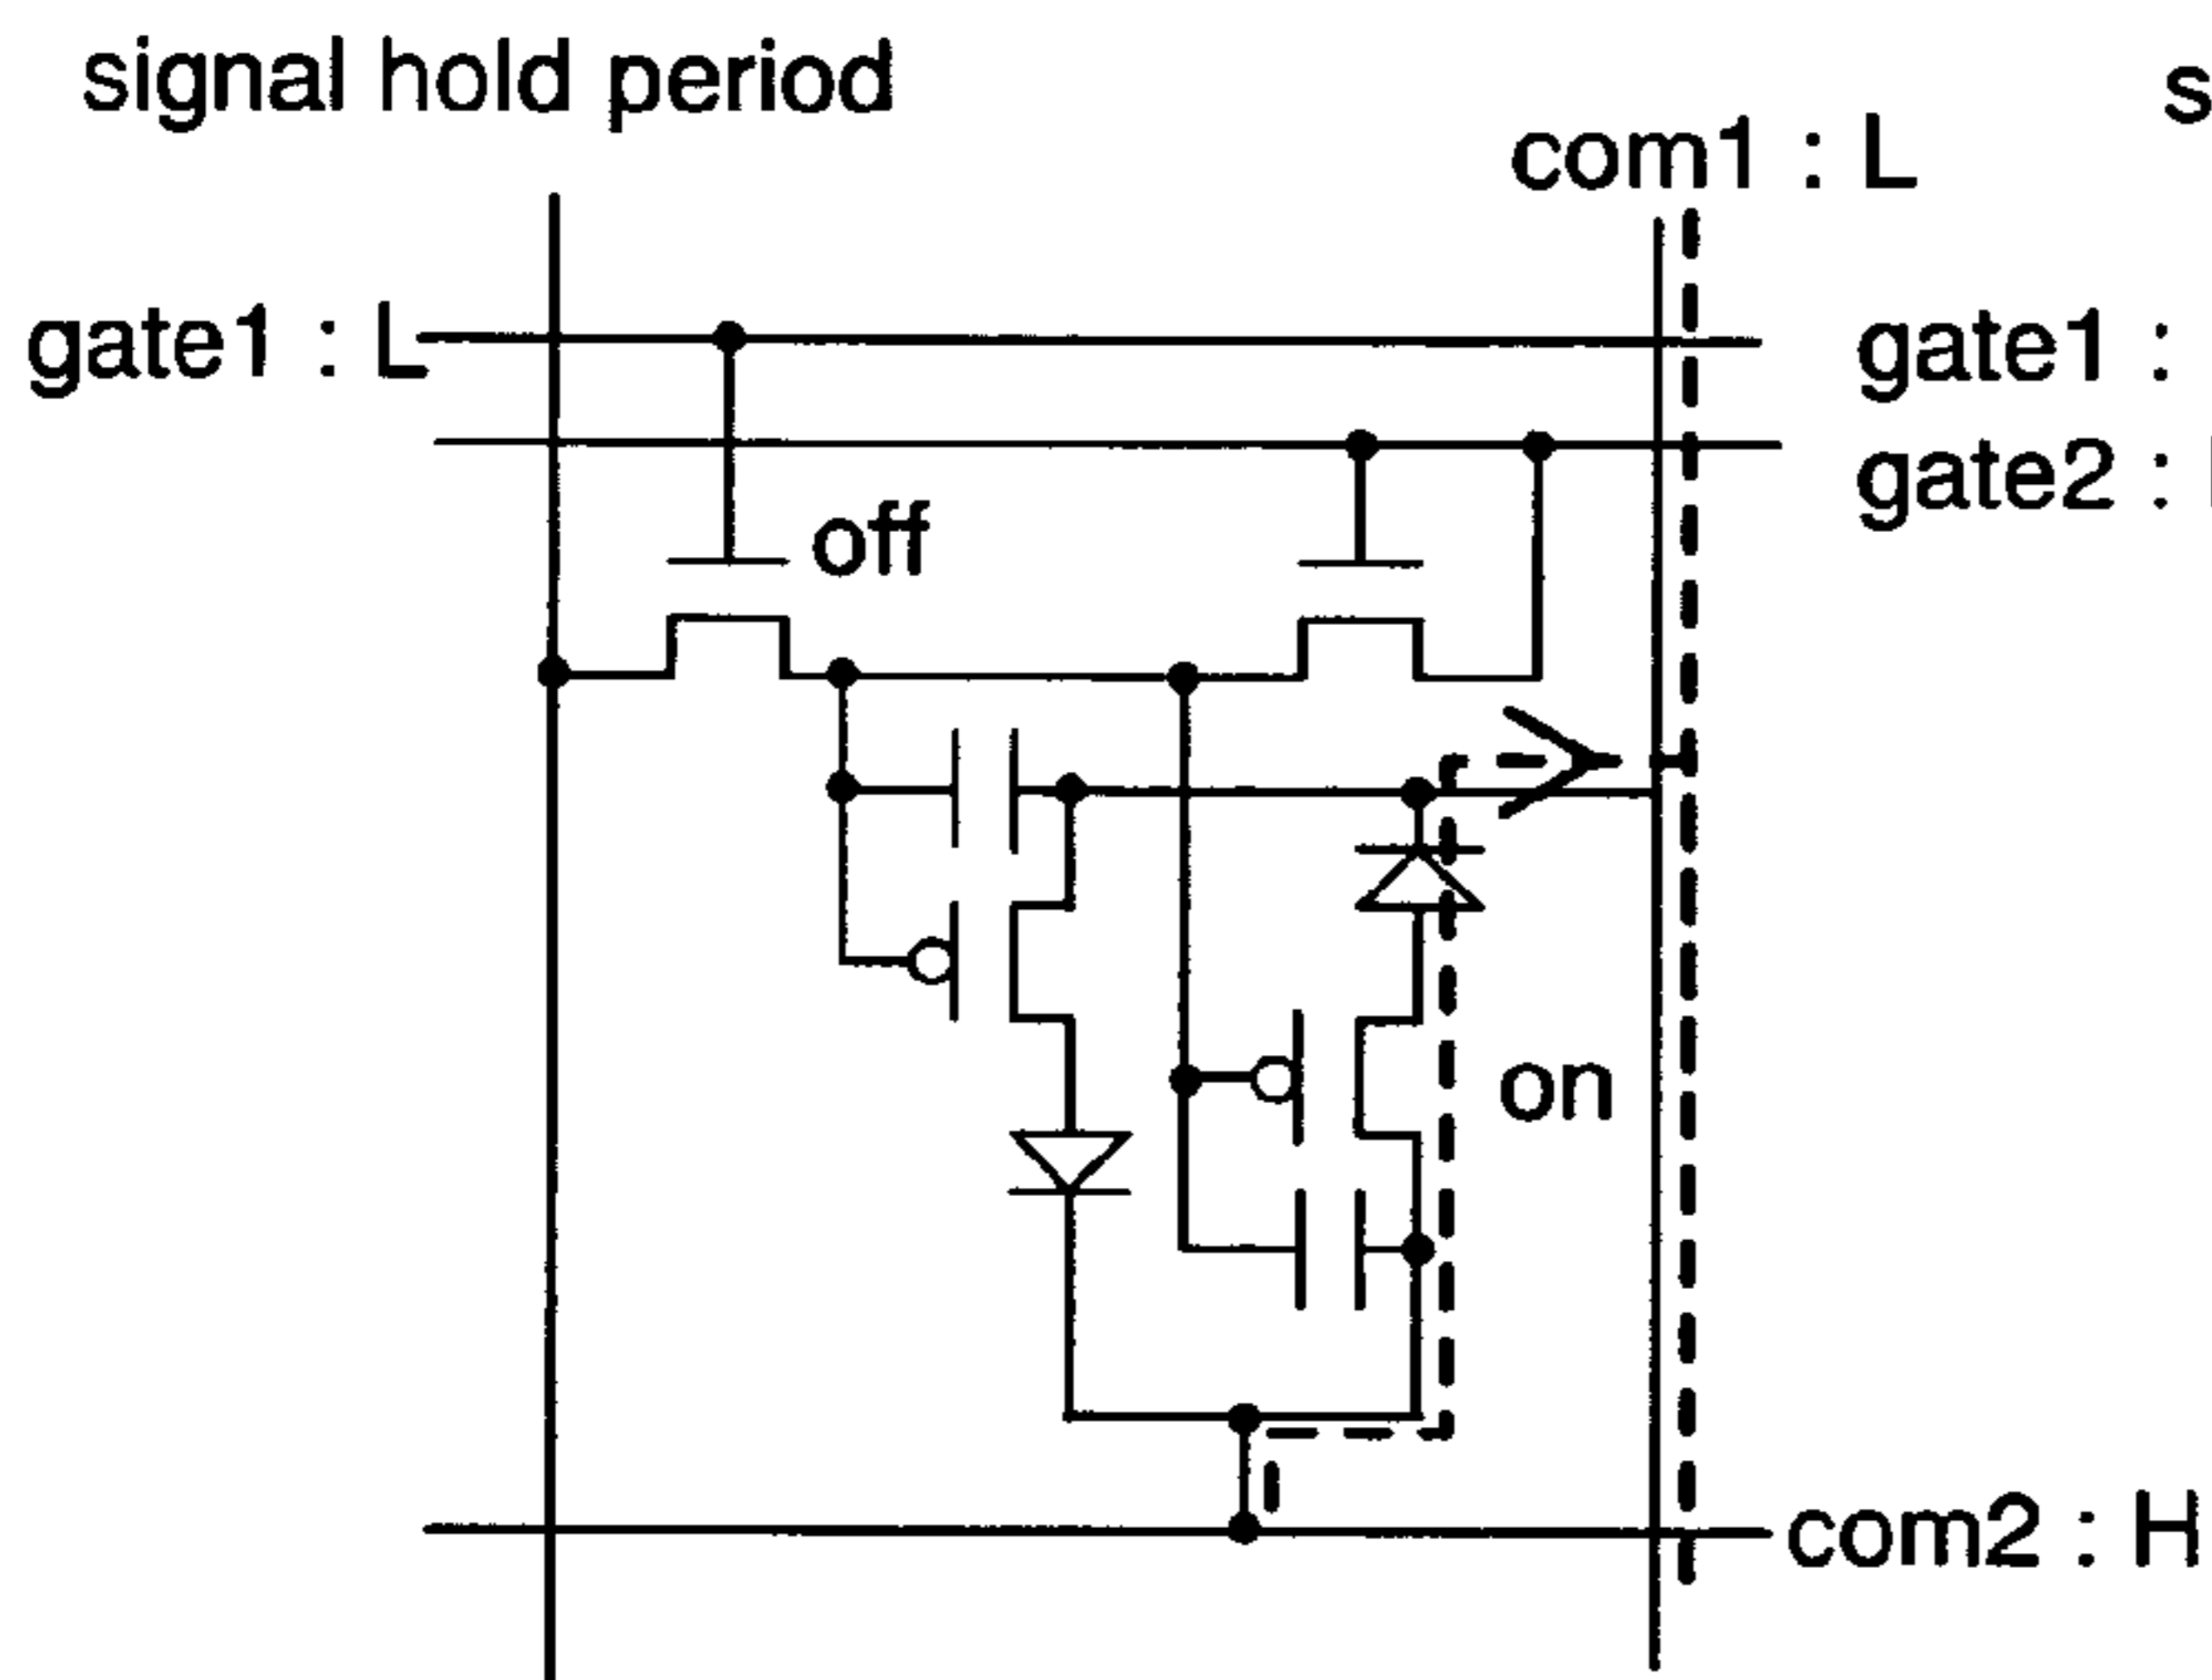 signal hold period
com1 : L
gate1 : L
gate1 :
gate2 :
off
on
com2 : H